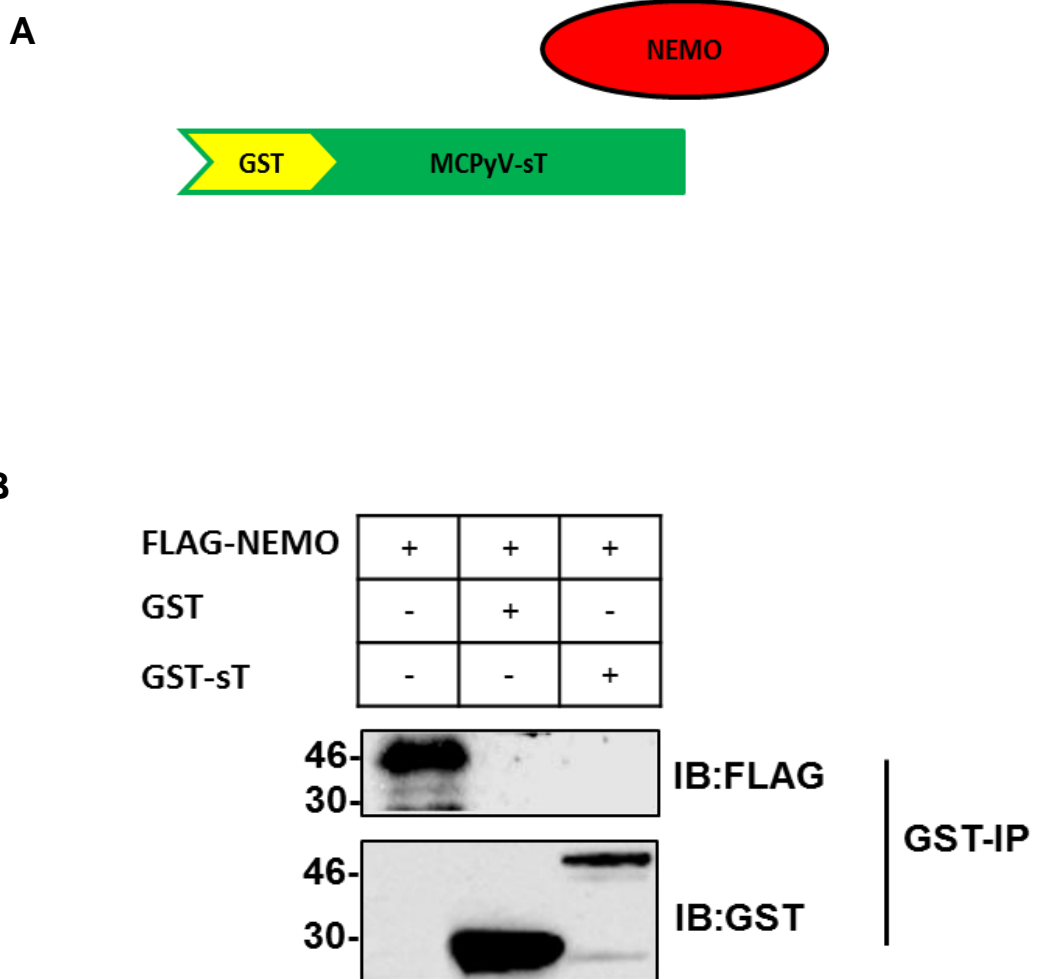 A
NEMO
GST MCPyV-sT
B
FLAG-NEMO + + +
GST - + -
GST-sT - - +
46-
30-
IB:FLAG
GST-IP
46-
30-
IB:GST